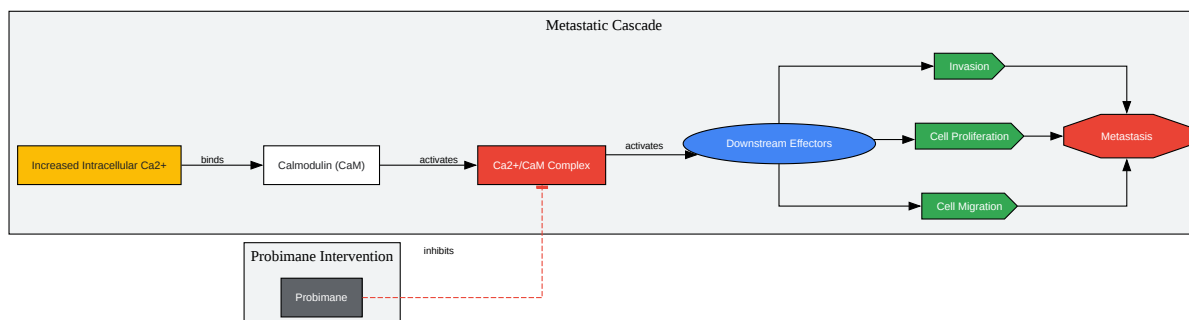 Metastatic Cascade
Invasion
Increased Intracellular Ca2+
binds
Calmodulin (CaM)
activates
Ca2+/CaM Complex
activates
Downstream Effectors
Cell Proliferation
Metastasis
Cell Migration
Probimane Intervention
inhibits
Probimane